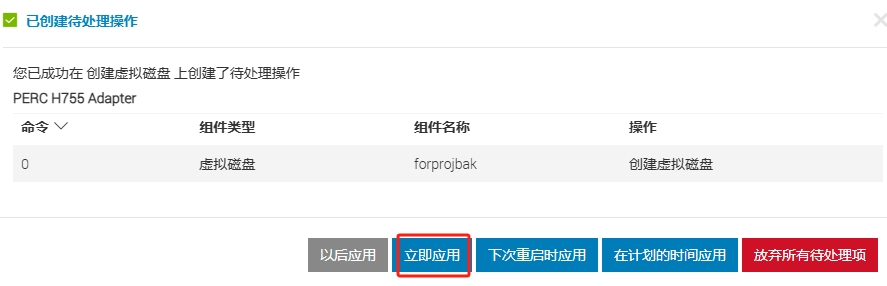 已创建待处理操作
您已成功在 创建虚拟磁盘 上创建了待处理操作
PERC H755 Adapter
命令 组件类型 组件名称 操作
0 虚拟磁盘 forprojbak 创建虚拟磁盘
以后应用 立即应用 下次重启时应用 在计划的时间应用 放弃所有待处理项